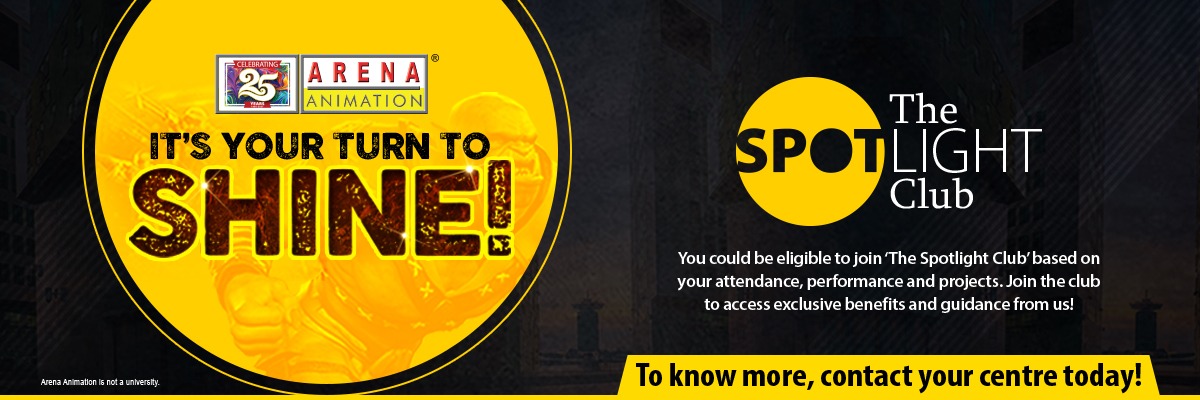 CELEBRATING
25
YEARS
ARENA
ANIMATION
®
IT'S YOUR TURN TO
SHINE!
The
SPOTLIGHT
Club
You could be eligible to join ‘The Spotlight Club’ based on
your attendance, performance and projects. Join the club
to access exclusive benefits and guidance from us!
To know more, contact your centre today!
Arena Animation is not a university.